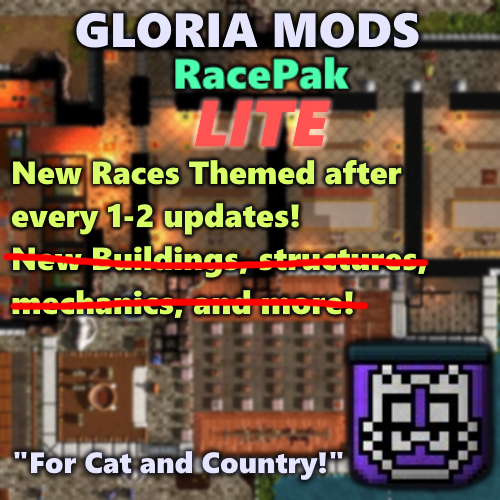 GLORIA MODS
RacePak
LITE
New Races Themed after
every 1-2 updates!
New Buildings, structures,
mechanics, and more!
"For Cat and Country!"